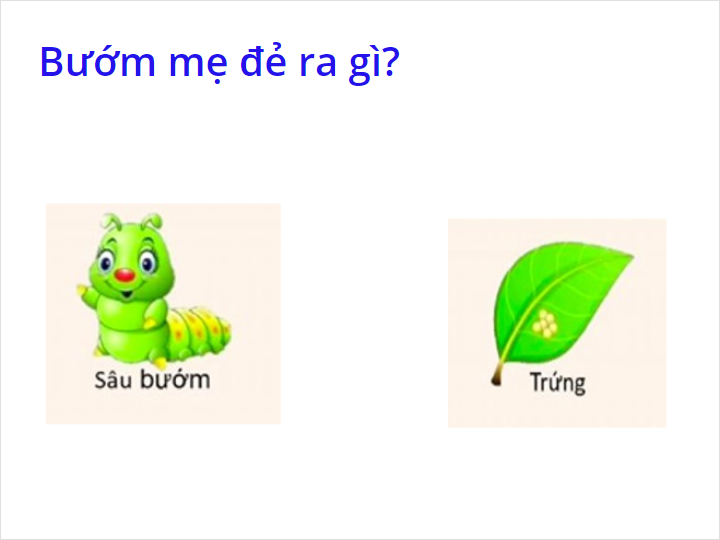 Bướm mẹ đẻ ra gì?
Sâu bướm
Trứng